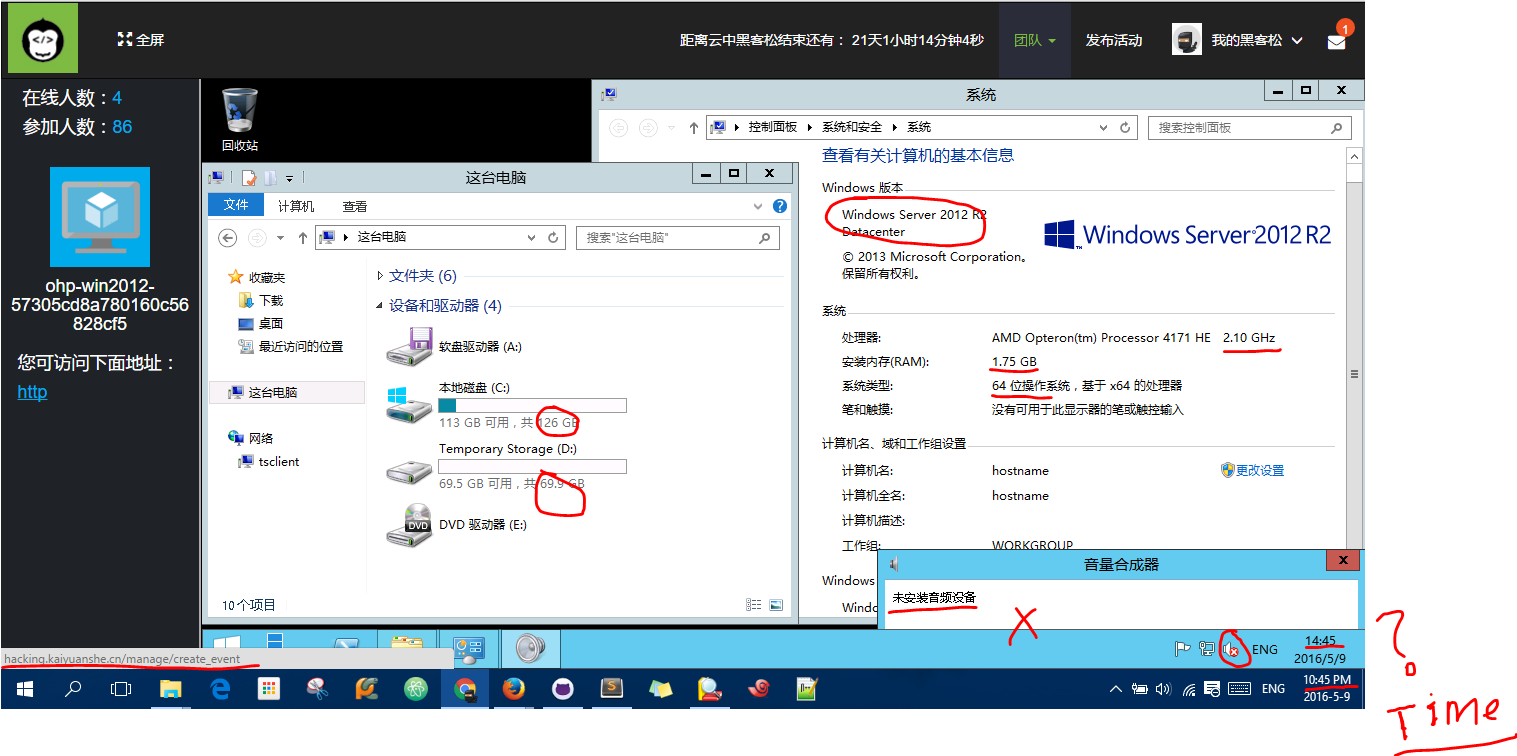 全屏
距离云中黑客松结束还有： 21天1小时14分钟4秒
团队
发布活动
我的黑客松
1
在线人数：4
参加人数：86
ohp-win2012-
57305cd8a780160c56
828cf5
您可访问下面地址：
http
回收站
系统
控制面板
系统和安全
系统
搜索控制面板
查看有关计算机的基本信息
Windows 版本
Windows Server 2012 R2
Datacenter
© 2013 Microsoft Corporation。
保留所有权利。
Windows Server 2012 R2
系统
处理器: AMD Opteron(tm) Processor 4171 HE 2.10 GHz
安装内存(RAM): 1.75 GB
系统类型: 64 位操作系统，基于 x64 的处理器
笔和触摸: 没有可用于此显示器的笔或触控输入
计算机名、域和工作组设置
计算机名: hostname
更改设置
计算机全名: hostname
计算机描述:
工作组: WORKGROUP
Windows
Windo
这台电脑
文件
计算机
查看
这台电脑
搜索"这台电脑"
收藏夹
下载
桌面
最近访问的位置
这台电脑
网络
tsclient
文件夹 (6)
设备和驱动器 (4)
软盘驱动器 (A:)
本地磁盘 (C:)
113 GB 可用，共 126 GB
Temporary Storage (D:)
69.5 GB 可用，共 69.9 GB
DVD
DVD 驱动器 (E:)
10 个项目
音量合成器
未安装音频设备
X
ENG
14:45
2016/5/9
hacking.kaiyuanshe.cn/manage/create_event
ENG
10:45 PM
2016-5-9
?
Time